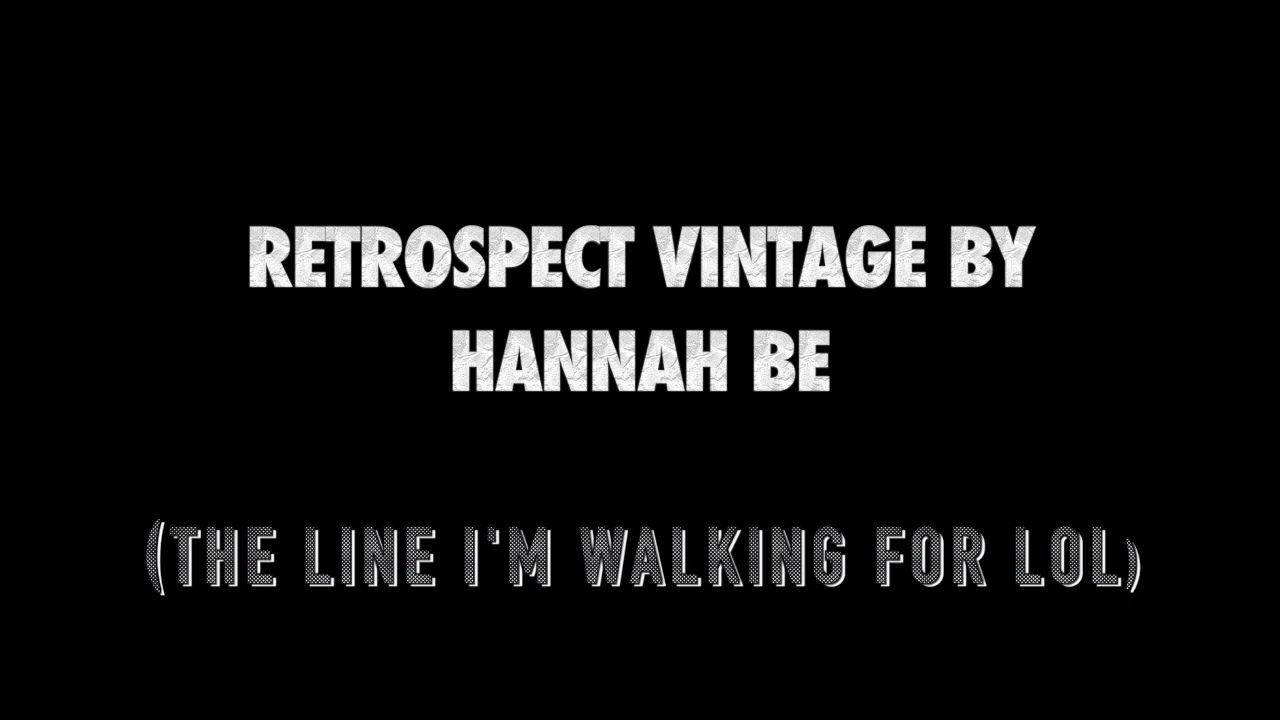 RETROSPECT VINTAGE BY
HANNAH BE
(THE LINE I'M WALKING FOR LOL)